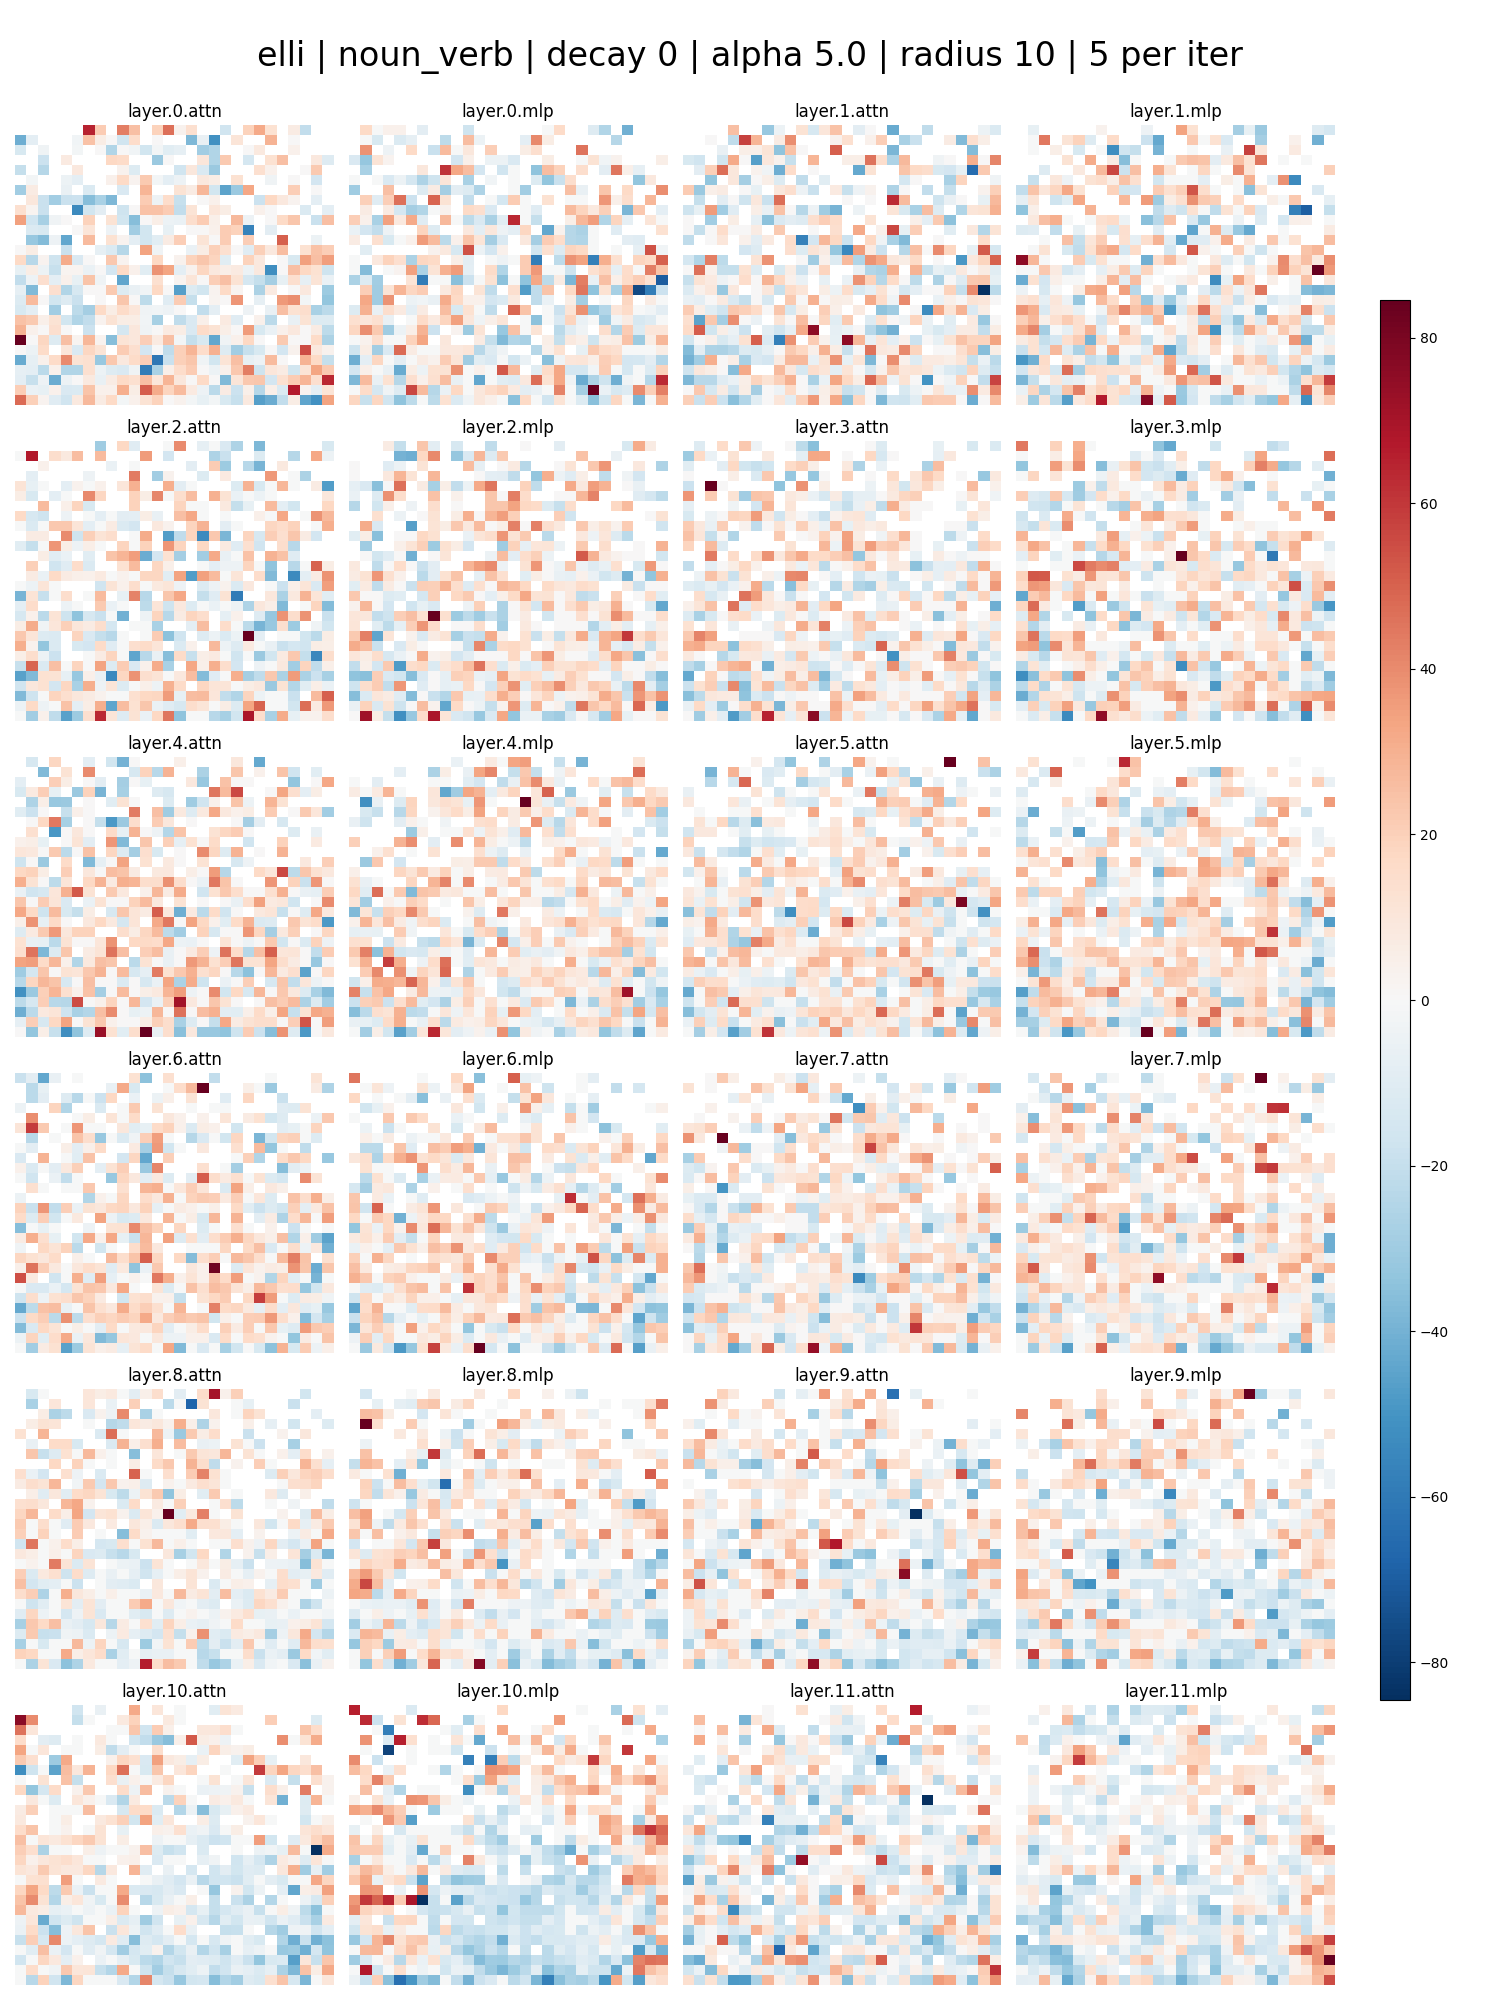 elli | noun_verb | decay 0 | alpha 5.0 | radius 10 | 5 per iter
layer.0.attn
layer.0.mlp
layer.1.attn
layer.1.mlp
layer.2.attn
layer.2.mlp
layer.3.attn
layer.3.mlp
layer.4.attn
layer.4.mlp
layer.5.attn
layer.5.mlp
layer.6.attn
layer.6.mlp
layer.7.attn
layer.7.mlp
layer.8.attn
layer.8.mlp
layer.9.attn
layer.9.mlp
layer.10.attn
layer.10.mlp
layer.11.attn
layer.11.mlp
80
60
40
20
0
−20
−40
−60
−80